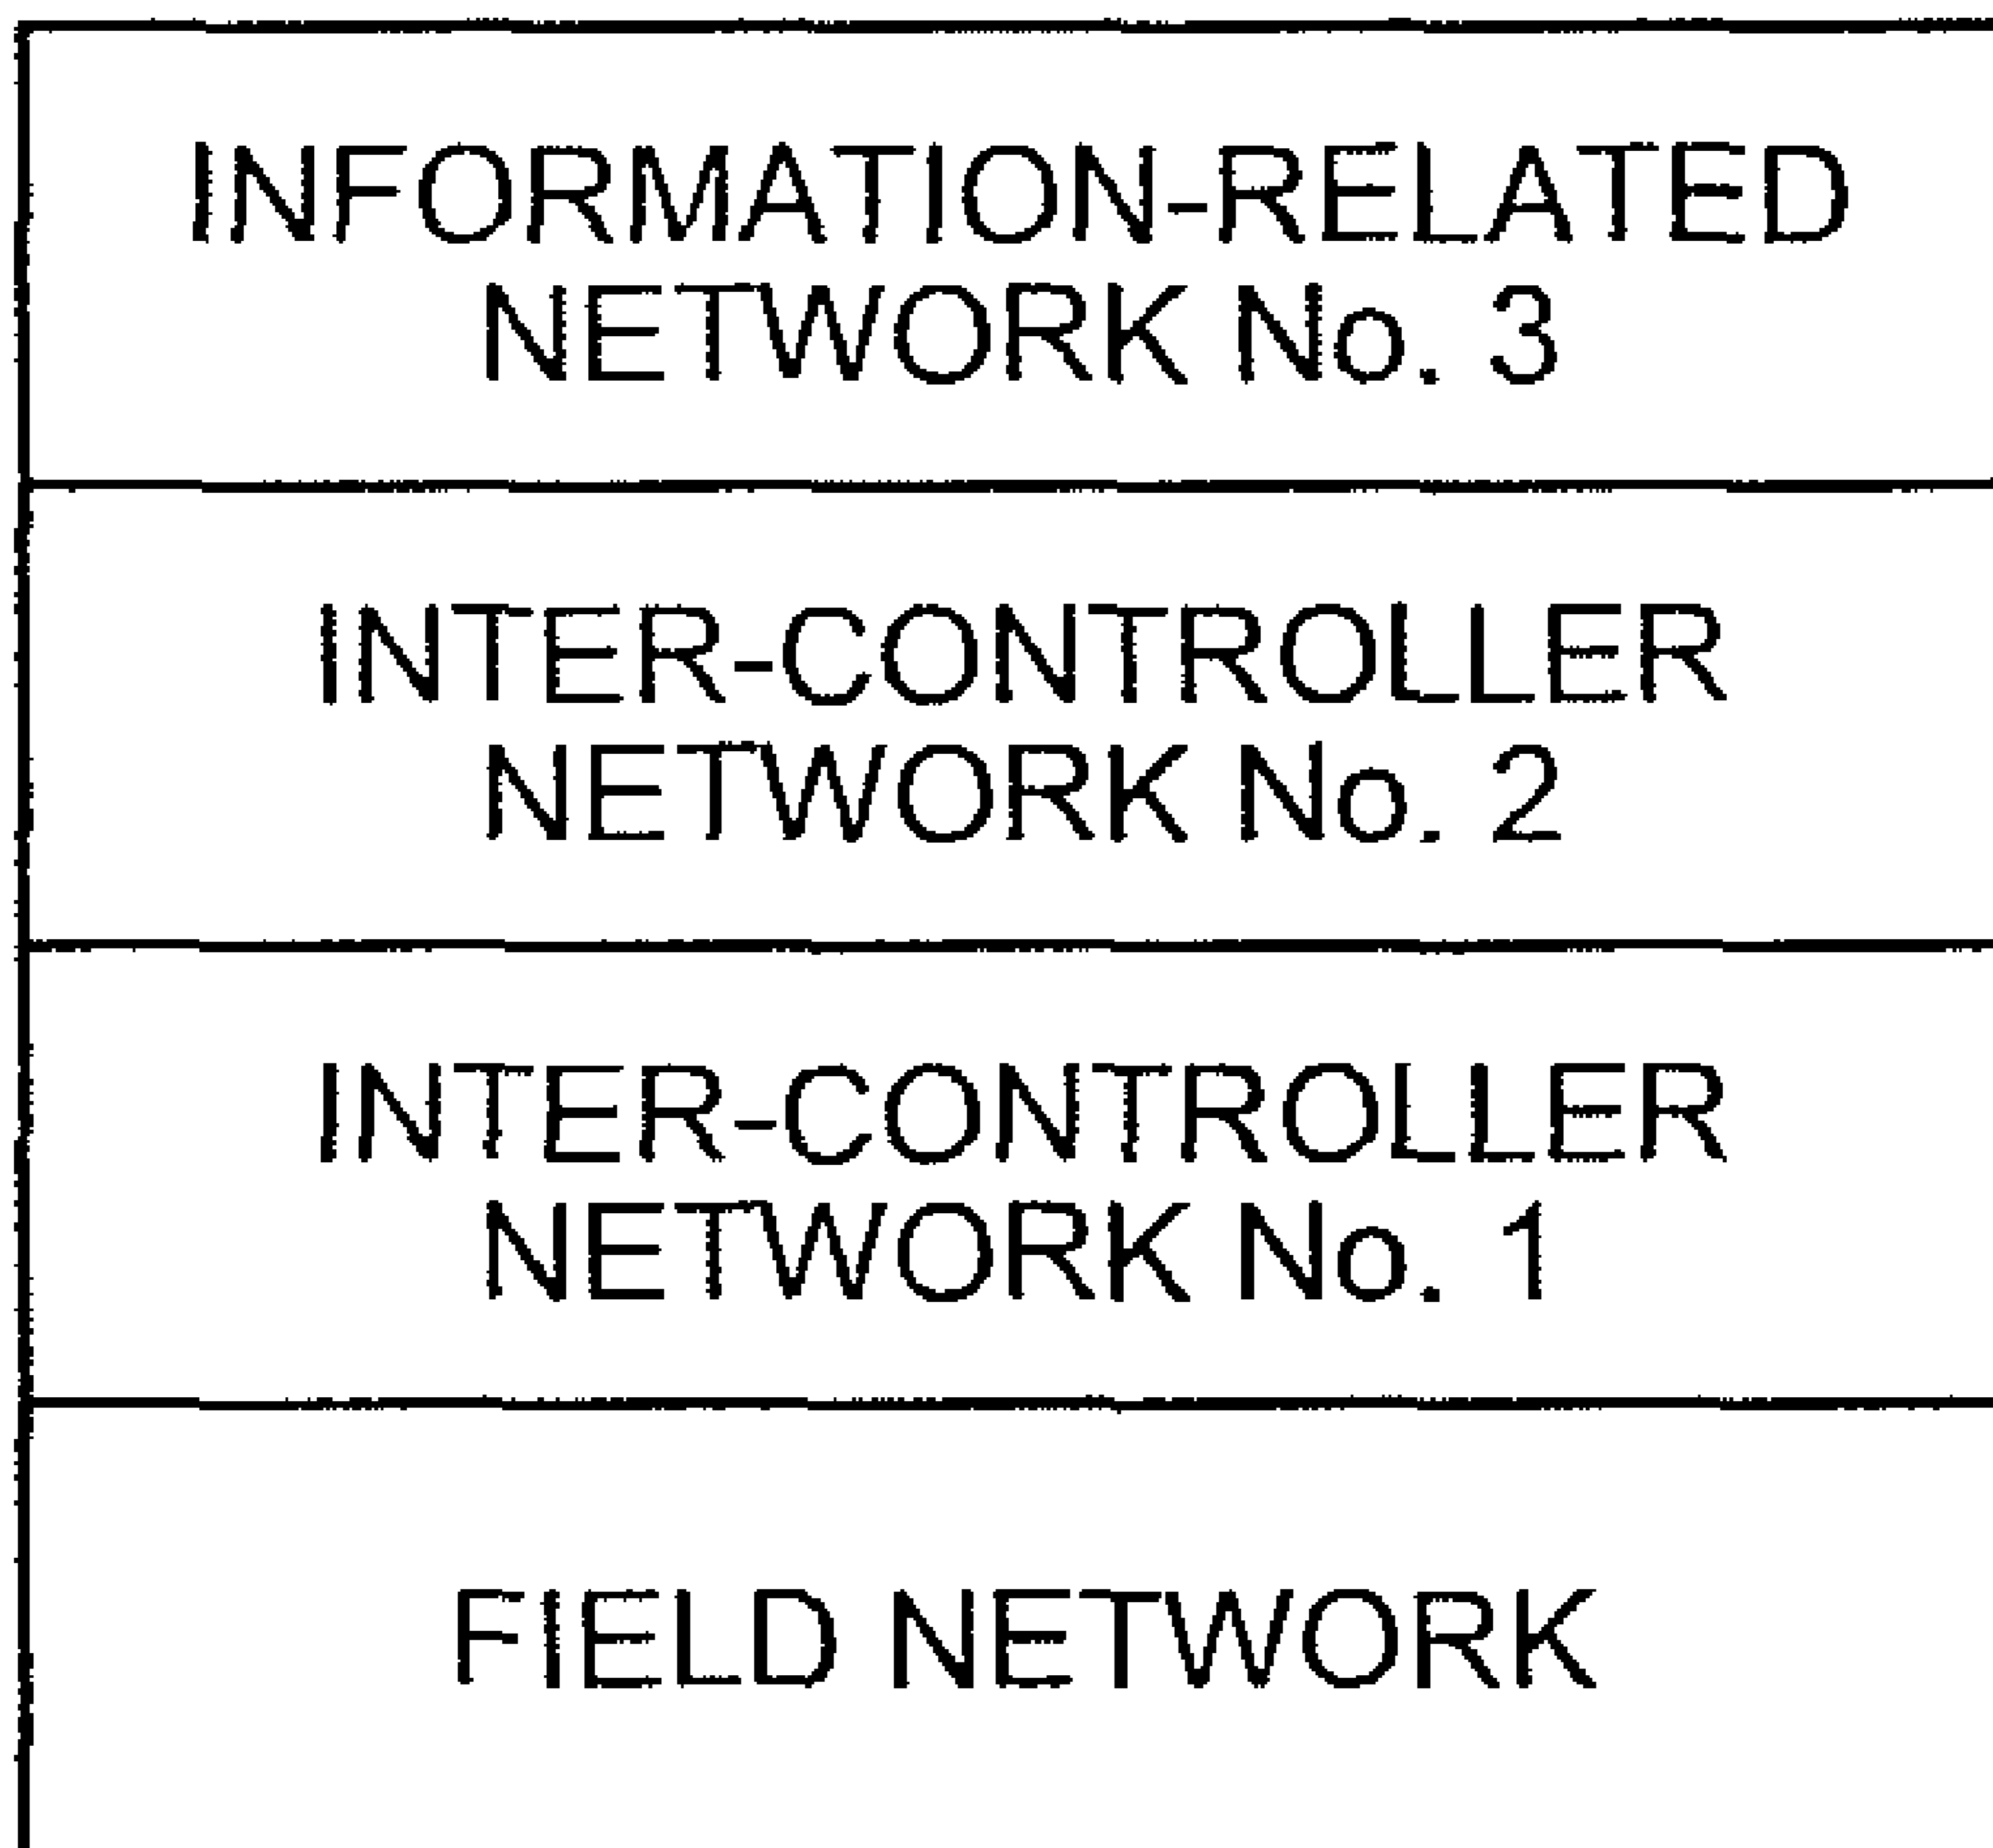 INFORMATION-RELATED
NETWORK No. 3
INTER-CONTROLLER
NETWORK No. 2
INTER-CONTROLLER
NETWORK No. 1
FIELD NETWORK